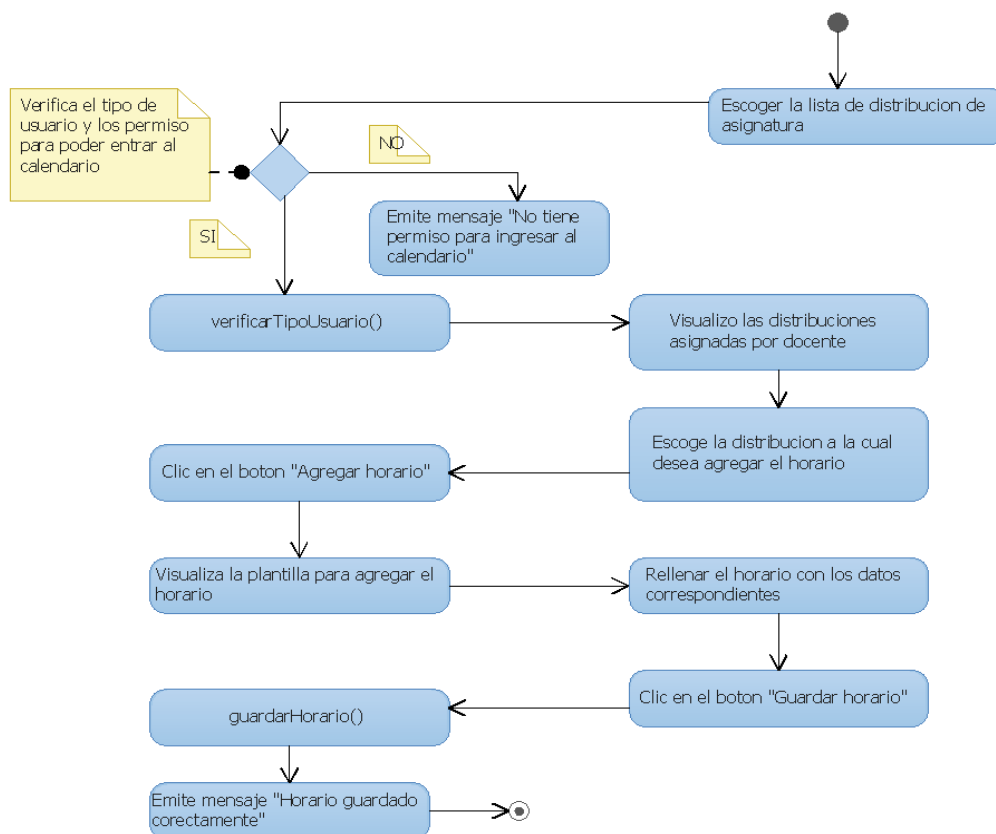 Verifica el tipo de
usuario y los permiso
para poder entrar al
calendario
Escoger la lista de distribucion de
asignatura
NO
SI
Emite mensaje "No tiene
permiso para ingresar al
calendario"
verificarTipoUsuario()
Visualizo las distribuciones
asignadas por docente
Escoge la distribucion a la cual
desea agregar el horario
Clic en el boton "Agregar horario"
Visualiza la plantilla para agregar el
horario
Rellenar el horario con los datos
correspondientes
Clic en el boton "Guardar horario"
guardarHorario()
Emite mensaje "Horario guardado
corectamente"